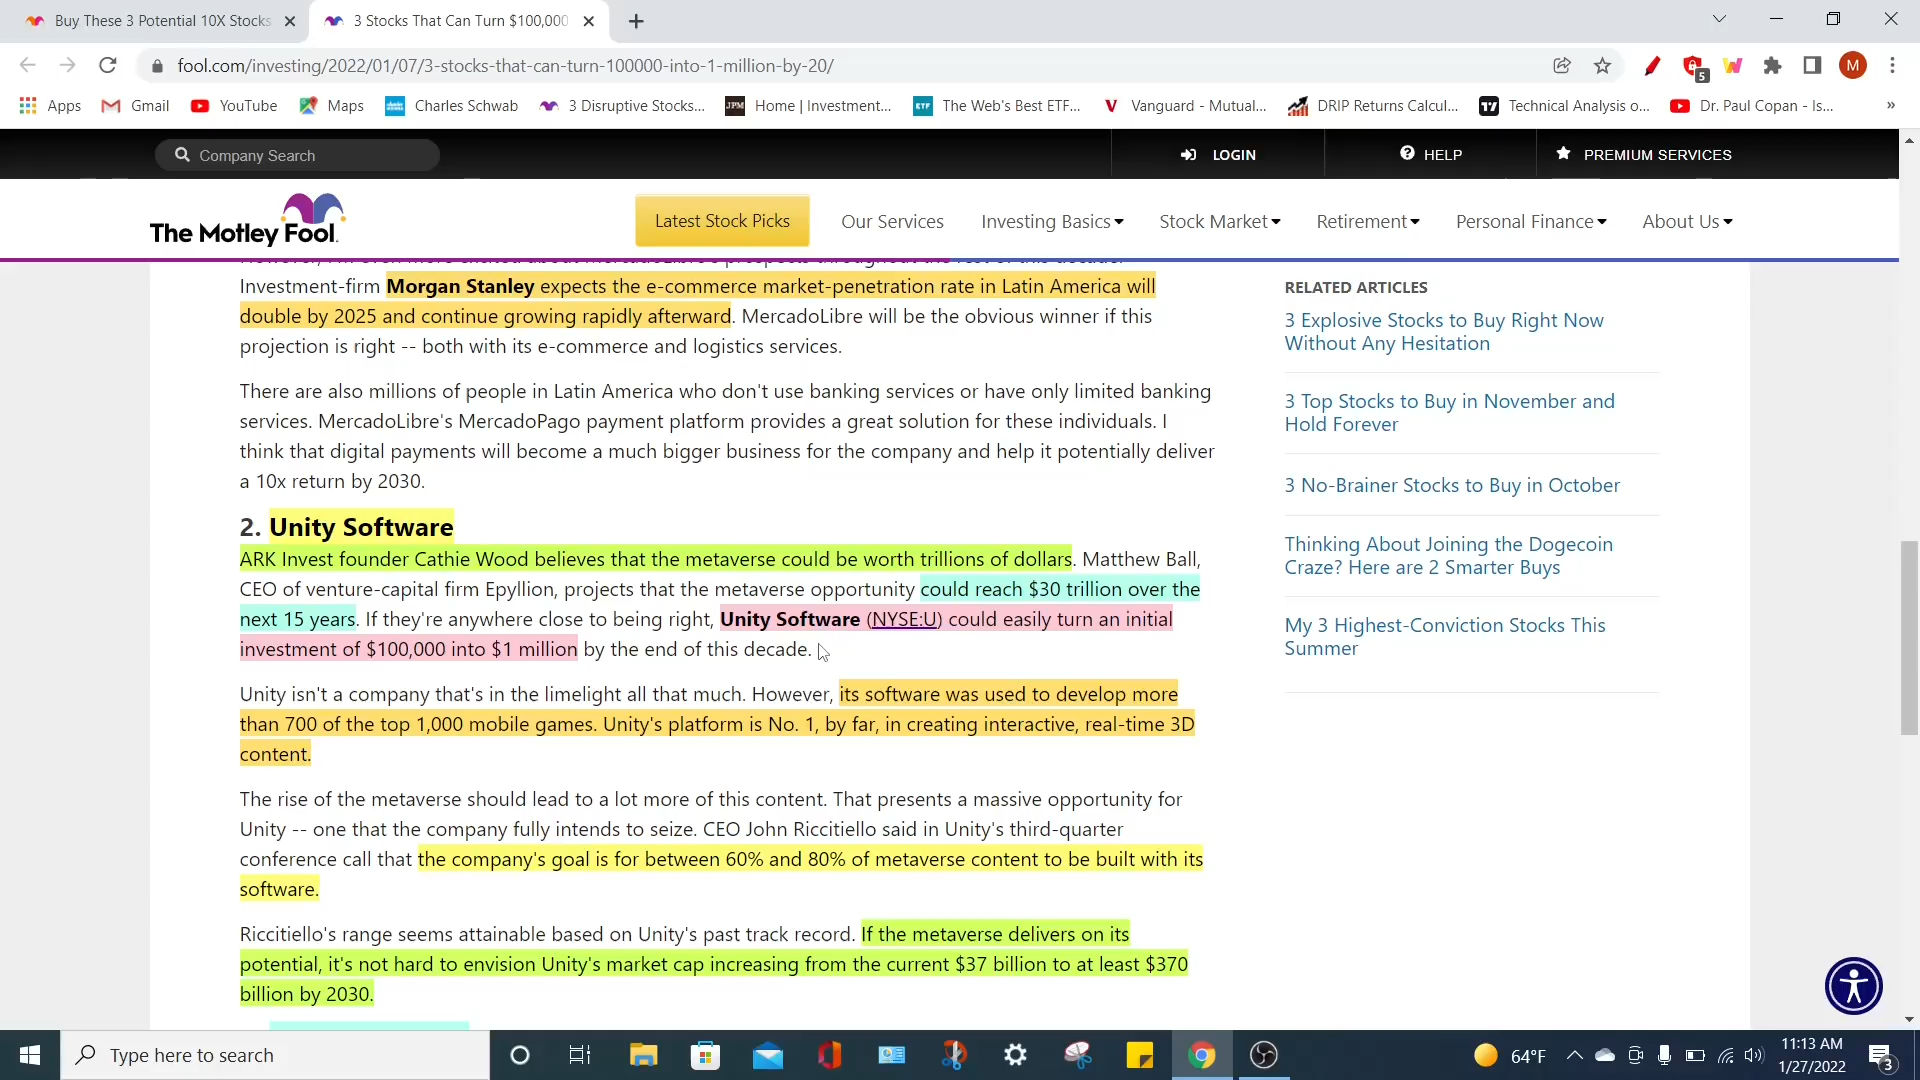 Buy These 3 Potential 10X Stocks
3 Stocks That Can Turn $100,000
fool.com/investing/2022/01/07/3-stocks-that-can-turn-100000-into-1-million-by-20/
5
M
Apps
Gmail
YouTube
Maps
Charles Schwab
3 Disruptive Stocks...
JPM
Home | Investment...
ETF
The Web's Best ETF...
V
Vanguard - Mutual...
DRIP Returns Calcul...
Technical Analysis o...
Dr. Paul Copan - Is...
»
Company Search
LOGIN
HELP
PREMIUM SERVICES
The Motley Fool.
Latest Stock Picks
Our Services
Investing Basics
Stock Market
Retirement
Personal Finance
About Us
However, I'm even more excited about MercadoLibre's prospects throughout the rest of this decade.
Investment-firm Morgan Stanley expects the e-commerce market-penetration rate in Latin America will
double by 2025 and continue growing rapidly afterward. MercadoLibre will be the obvious winner if this
projection is right -- both with its e-commerce and logistics services.
There are also millions of people in Latin America who don't use banking services or have only limited banking
services. MercadoLibre's MercadoPago payment platform provides a great solution for these individuals. I
think that digital payments will become a much bigger business for the company and help it potentially deliver
a 10x return by 2030.
2. Unity Software
ARK Invest founder Cathie Wood believes that the metaverse could be worth trillions of dollars. Matthew Ball,
CEO of venture-capital firm Epyllion, projects that the metaverse opportunity could reach $30 trillion over the
next 15 years. If they're anywhere close to being right, Unity Software (NYSE:U) could easily turn an initial
investment of $100,000 into $1 million by the end of this decade.
Unity isn't a company that's in the limelight all that much. However, its software was used to develop more
than 700 of the top 1,000 mobile games. Unity's platform is No. 1, by far, in creating interactive, real-time 3D
content.
The rise of the metaverse should lead to a lot more of this content. That presents a massive opportunity for
Unity -- one that the company fully intends to seize. CEO John Riccitiello said in Unity's third-quarter
conference call that the company's goal is for between 60% and 80% of metaverse content to be built with its
software.
Riccitiello's range seems attainable based on Unity's past track record. If the metaverse delivers on its
potential, it's not hard to envision Unity's market cap increasing from the current $37 billion to at least $370
billion by 2030.
RELATED ARTICLES
3 Explosive Stocks to Buy Right Now
Without Any Hesitation
3 Top Stocks to Buy in November and
Hold Forever
3 No-Brainer Stocks to Buy in October
Thinking About Joining the Dogecoin
Craze? Here are 2 Smarter Buys
My 3 Highest-Conviction Stocks This
Summer
Type here to search
64°F
11:13 AM
1/27/2022
3